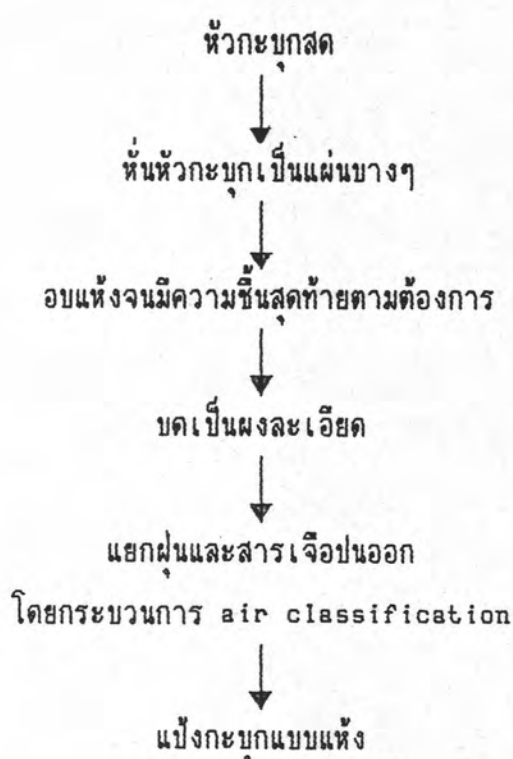 หัวกะบุกสด
หั่นหัวกะบุกเป็นแผ่นบางๆ
อบแห้งจนมีความชื้นสุดท้ายตามต้องการ
บดเป็นผงละเอียด
แยกฝุ่นและสารเจือปนออก
โดยกระบวนการ air classification
แป้งกะบุกแบบแห้ง